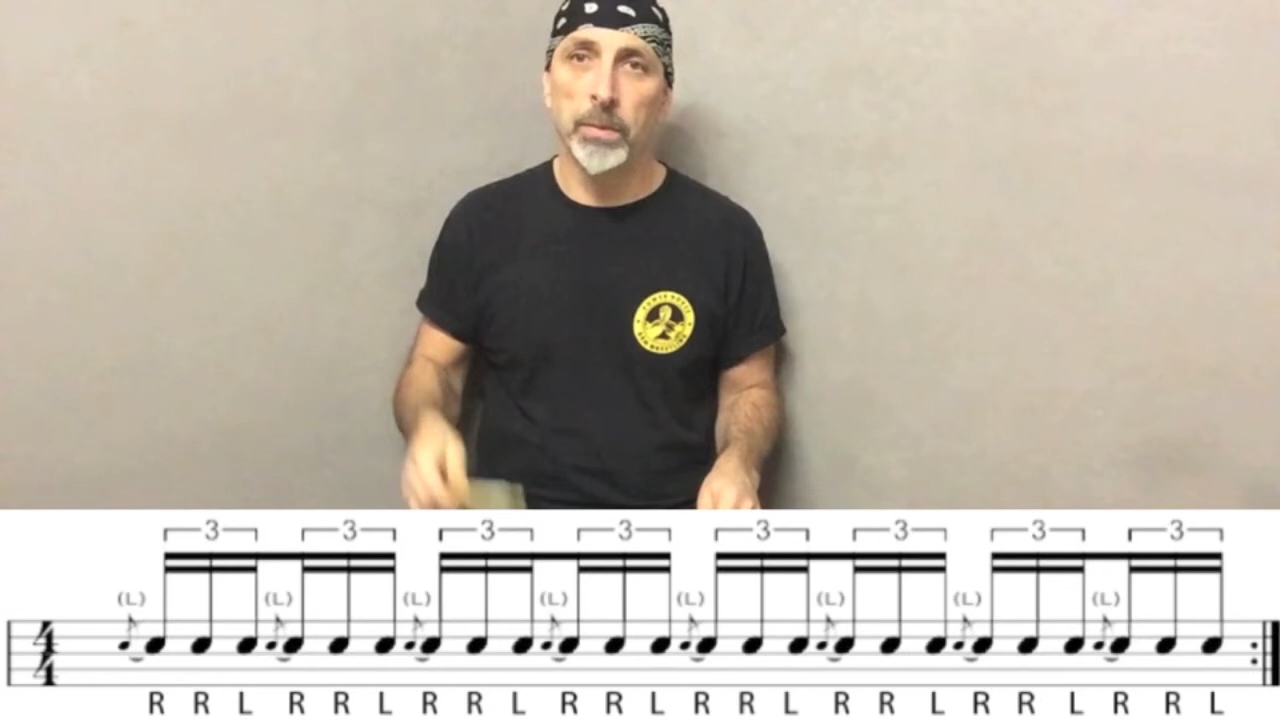 3 3 3 3 3 3 3 3
(L) (L) (L) (L) (L) (L) (L) (L)
4
4
R R L R R L R R L R R L R R L R R L R R L R R L